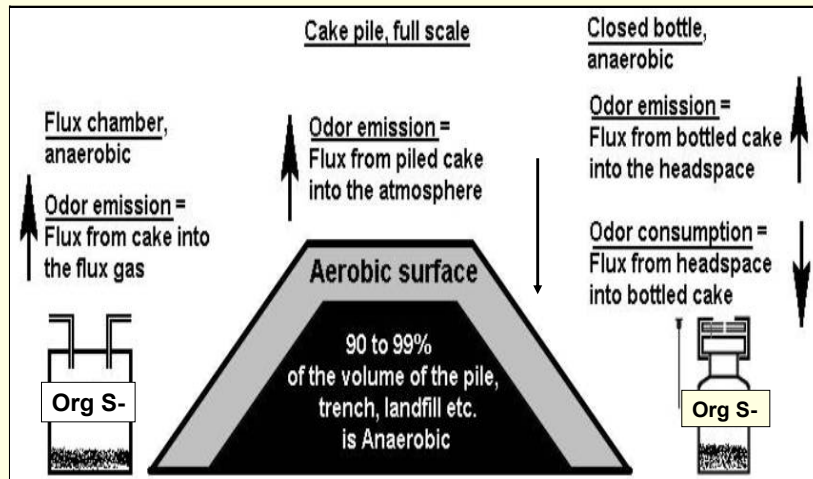 Cake pile, full scale
Closed bottle,
anaerobic
Flux chamber,
anaerobic
Odor emission =
Flux from cake into
the flux gas
Odor emission =
Flux from piled cake
into the atmosphere
Odor emission =
Flux from bottled cake
into the headspace
Odor consumption =
Flux from headspace
into bottled cake
Aerobic surface
90 to 99%
of the volume of the pile,
trench, landfill etc.
is Anaerobic
Org S-
Org S-